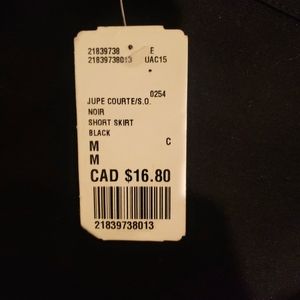 21839738 E
21839738013 UAC15
0254
JUPE COURTE/S.O.
NOIR
SHORT SKIRT
BLACK
M C
M
CAD $16.80
21839738013